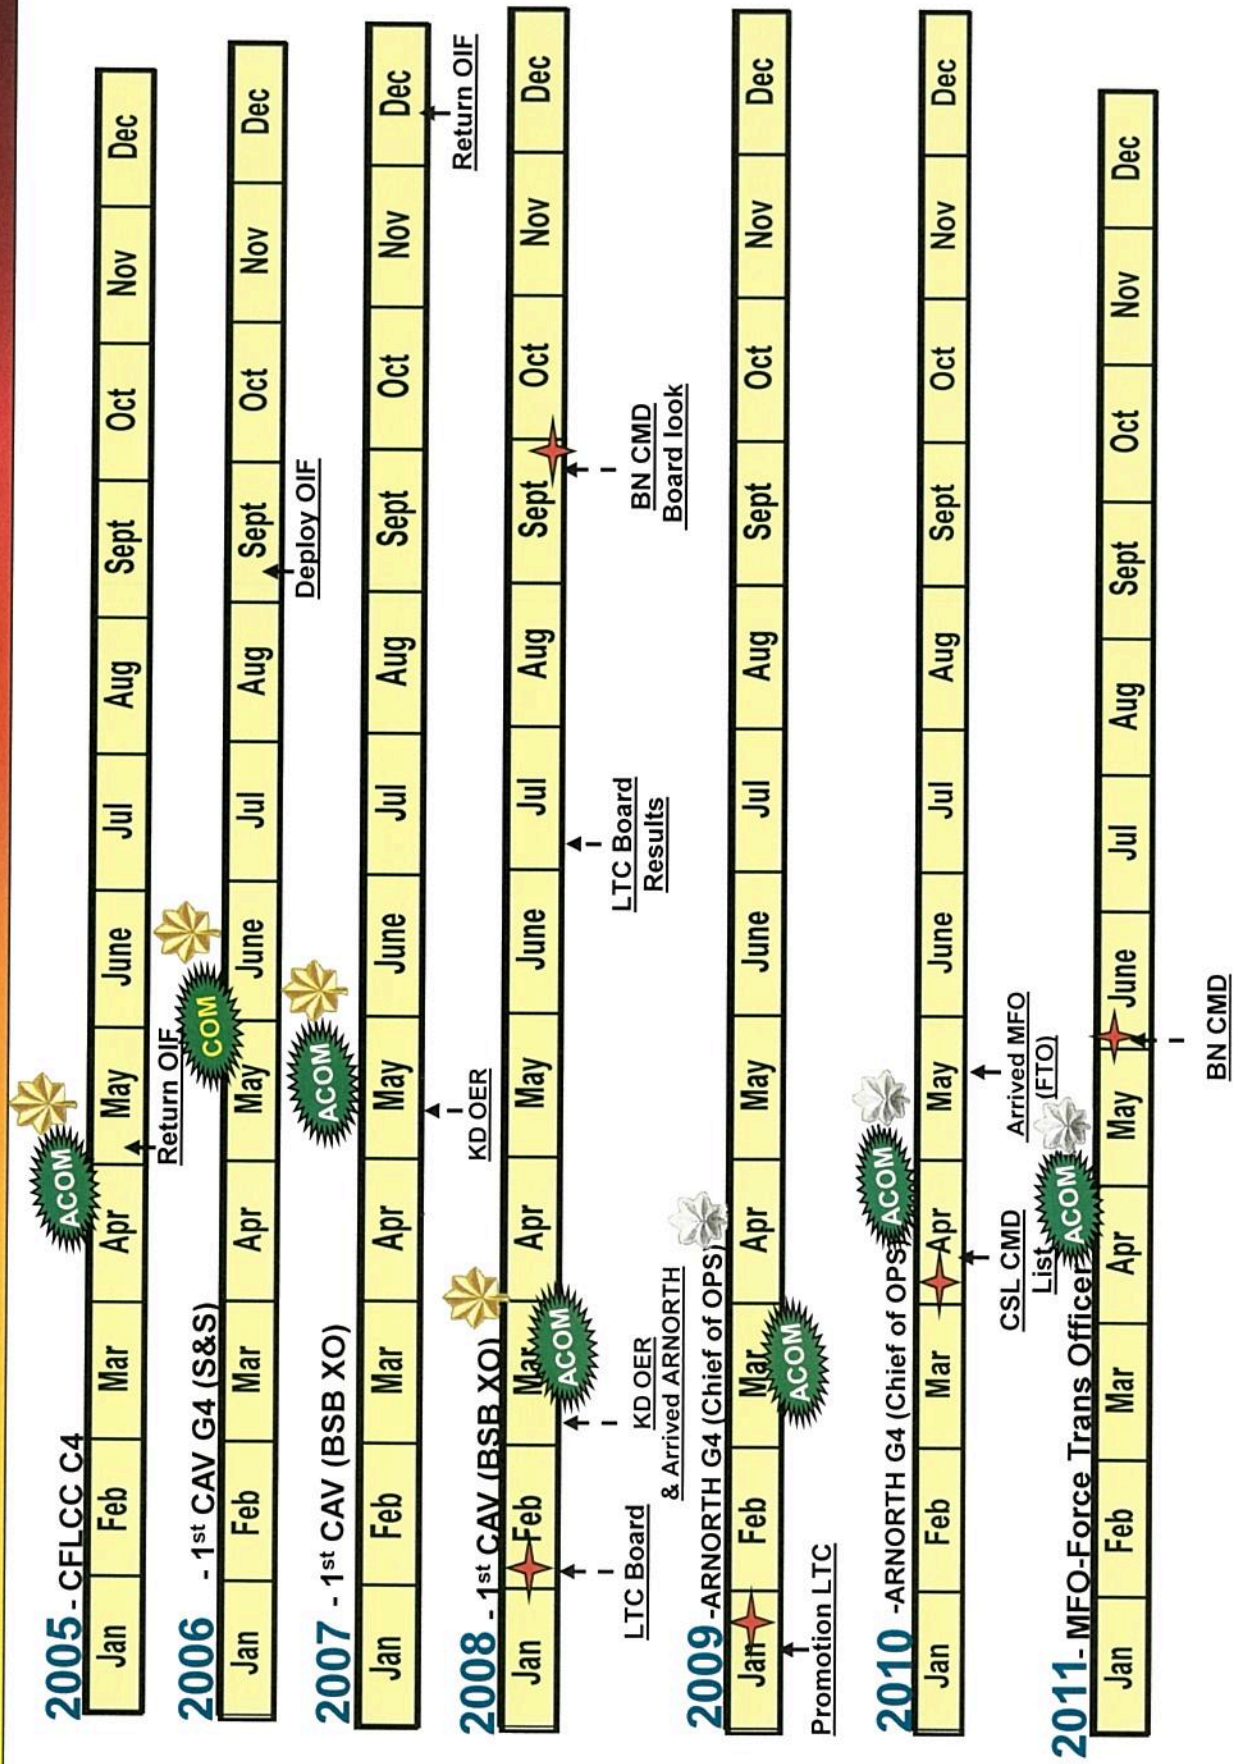 2005 - CFLCC C4
ACOM
Jan Feb Mar Apr May June Jul Aug Sept Oct Nov Dec
Return OIF
2006 - 1st CAV G4 (S&S)
COM
Jan Feb Mar Apr May June Jul Aug Sept Oct Nov Dec
Deploy OIF
2007 - 1st CAV (BSB XO)
ACOM
Jan Feb Mar Apr May June Jul Aug Sept Oct Nov Dec
KD OER
Return OIF
2008 - 1st CAV (BSB XO)
Jan Feb Mar Apr May June Jul Aug Sept Oct Nov Dec
ACOM
LTC Board
KD OER
& Arrived ARNORTH
LTC Board
Results
BN CMD
Board look
2009 -ARNORTH G4 (Chief of OPS)
Jan Feb Mar Apr May June Jul Aug Sept Oct Nov Dec
ACOM
Promotion LTC
2010 -ARNORTH G4 (Chief of OPS)
ACOM
Jan Feb Mar Apr May June Jul Aug Sept Oct Nov Dec
CSL CMD
List
Arrived MFO
(FTO)
2011- MFO-Force Trans Officer
ACOM
Jan Feb Mar Apr May June Jul Aug Sept Oct Nov Dec
BN CMD